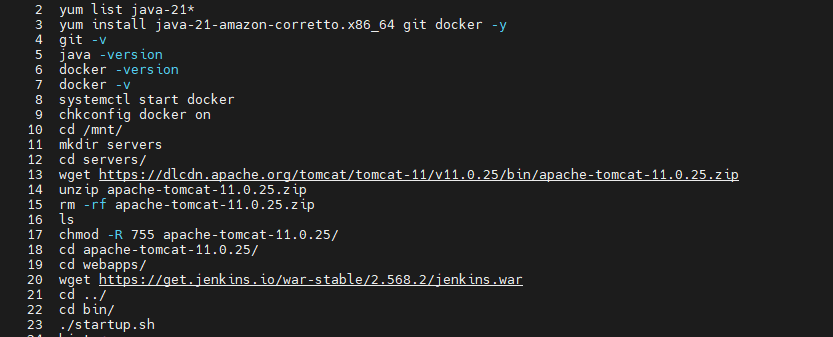 2 yum list java-21*
3 yum install java-21-amazon-corretto.x86_64 git docker -y
4 git -v
5 java -version
6 docker -version
7 docker -v
8 systemctl start docker
9 chkconfig docker on
10 cd /mnt/
11 mkdir servers
12 cd servers/
13 wget https://dlcdn.apache.org/tomcat/tomcat-11/v11.0.25/bin/apache-tomcat-11.0.25.zip
14 unzip apache-tomcat-11.0.25.zip
15 rm -rf apache-tomcat-11.0.25.zip
16 ls
17 chmod -R 755 apache-tomcat-11.0.25/
18 cd apache-tomcat-11.0.25/
19 cd webapps/
20 wget https://get.jenkins.io/war-stable/2.568.2/jenkins.war
21 cd ../
22 cd bin/
23 ./startup.sh